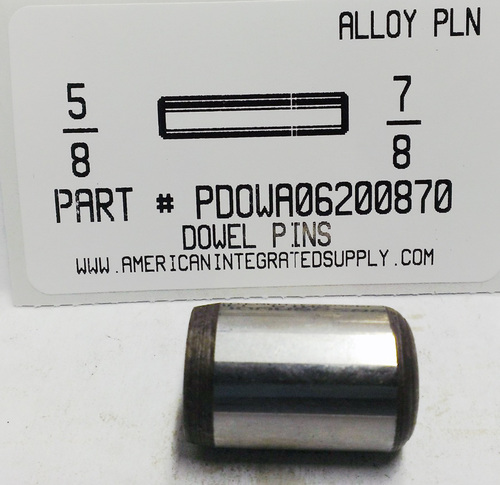 ALLOY PLN
5/8 7/8
PART # PDOWA06200870
DOWEL PINS
WWW.AMERICANINTEGRATEDSUPPLY.COM